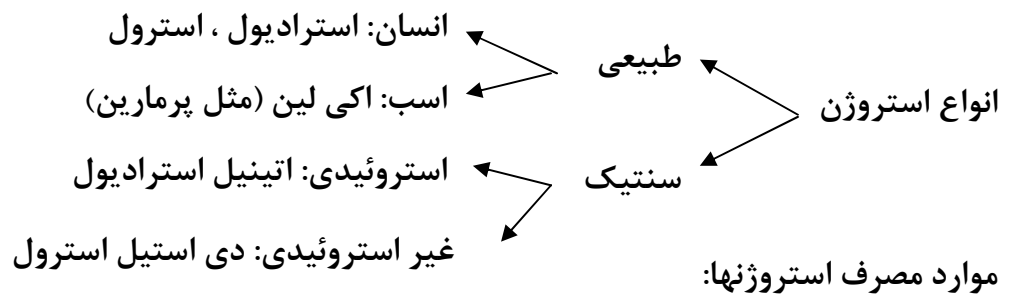 انواع استروژن
طبیعی
انسان: استرادیول ، استرول
اسب: اکی لین (مثل پرمارین)
سنتیک
استروئیدی: اتینیل استرادیول
غیر استروئیدی: دی استیل استرول
موارد مصرف استروژنها: